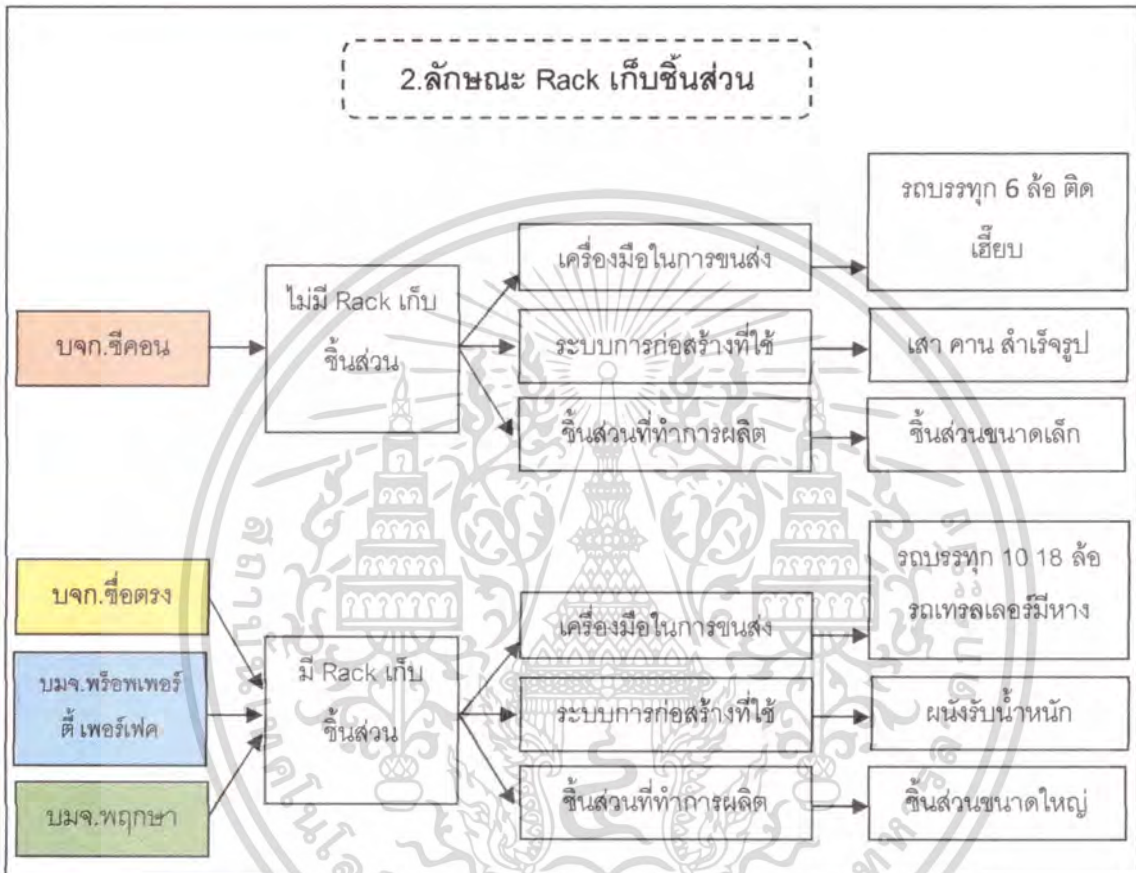 2.ลักษณะ Rack เก็บชิ้นส่วน
บจก.ซีคอน
ไม่มี Rack เก็บ
ชิ้นส่วน
เครื่องมือในการขนส่ง
รถบรรทุก 6 ล้อ ติด
เฮี๊ยบ
ระบบการก่อสร้างที่ใช้
เสา คาน สำเร็จรูป
ชิ้นส่วนที่ทำการผลิต
ชิ้นส่วนขนาดเล็ก
บจก.ซื่อตรง
บมจ.พร็อพเพอร์
ตี้ เพอร์เฟค
บมจ.พฤกษา
มี Rack เก็บ
ชิ้นส่วน
เครื่องมือในการขนส่ง
รถบรรทุก 10 18 ล้อ
รถเทรลเลอร์มีหาง
ระบบการก่อสร้างที่ใช้
ผนังรับน้ำหนัก
ชิ้นส่วนที่ทำการผลิต
ชิ้นส่วนขนาดใหญ่